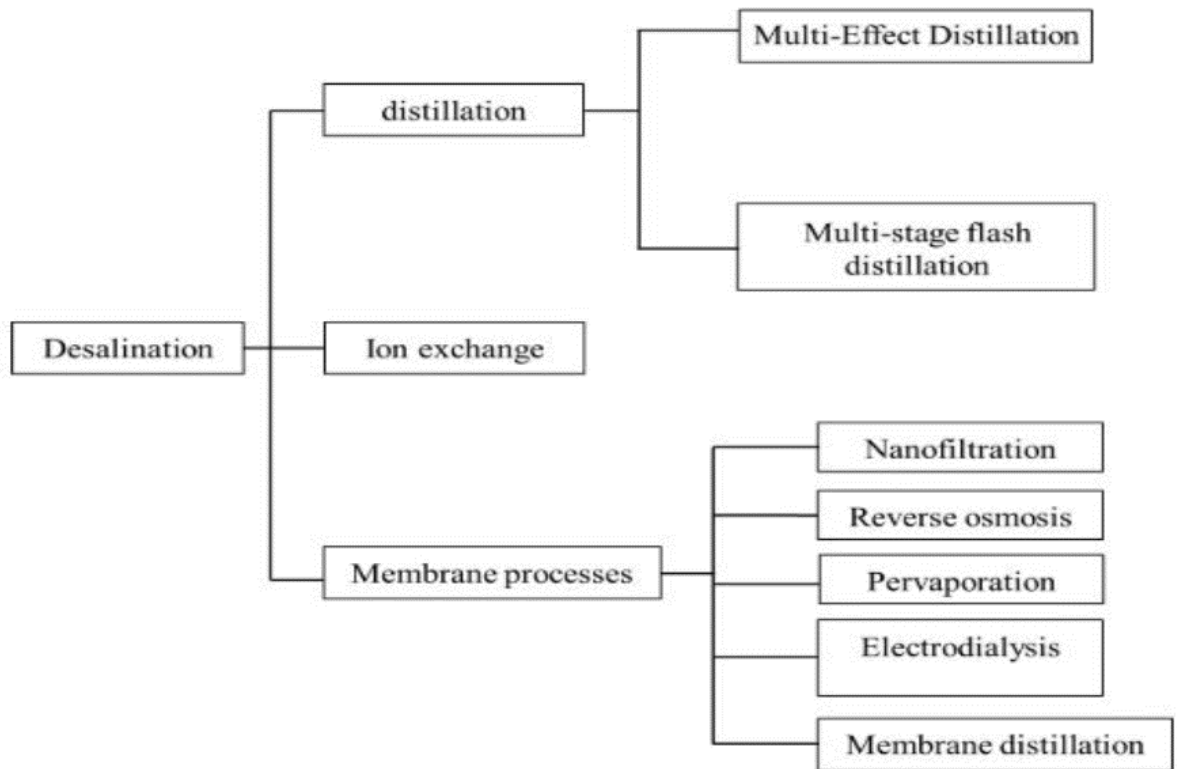 Multi-Effect Distillation
distillation
Multi-stage flash
distillation
Desalination
Ion exchange
Nanofiltration
Reverse osmosis
Membrane processes
Pervaporation
Electrodialysis
Membrane distillation